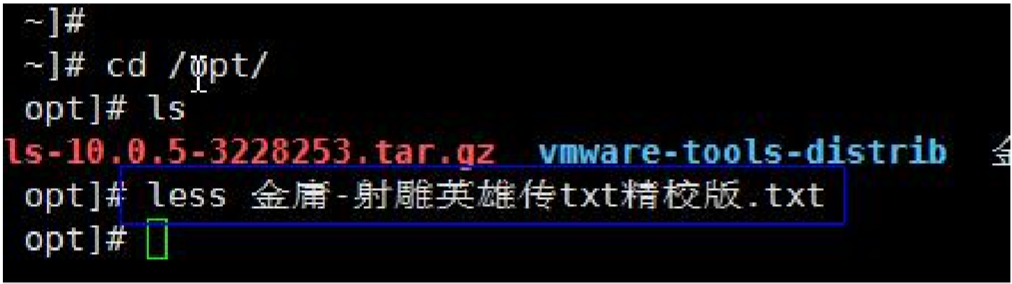 ~]#
~]# cd /opt/
opt]# ls
ls-10.0.5-3228253.tar.gz  vmware-tools-distrib
opt]# less 金庸-射雕英雄传txt精校版.txt
opt]#